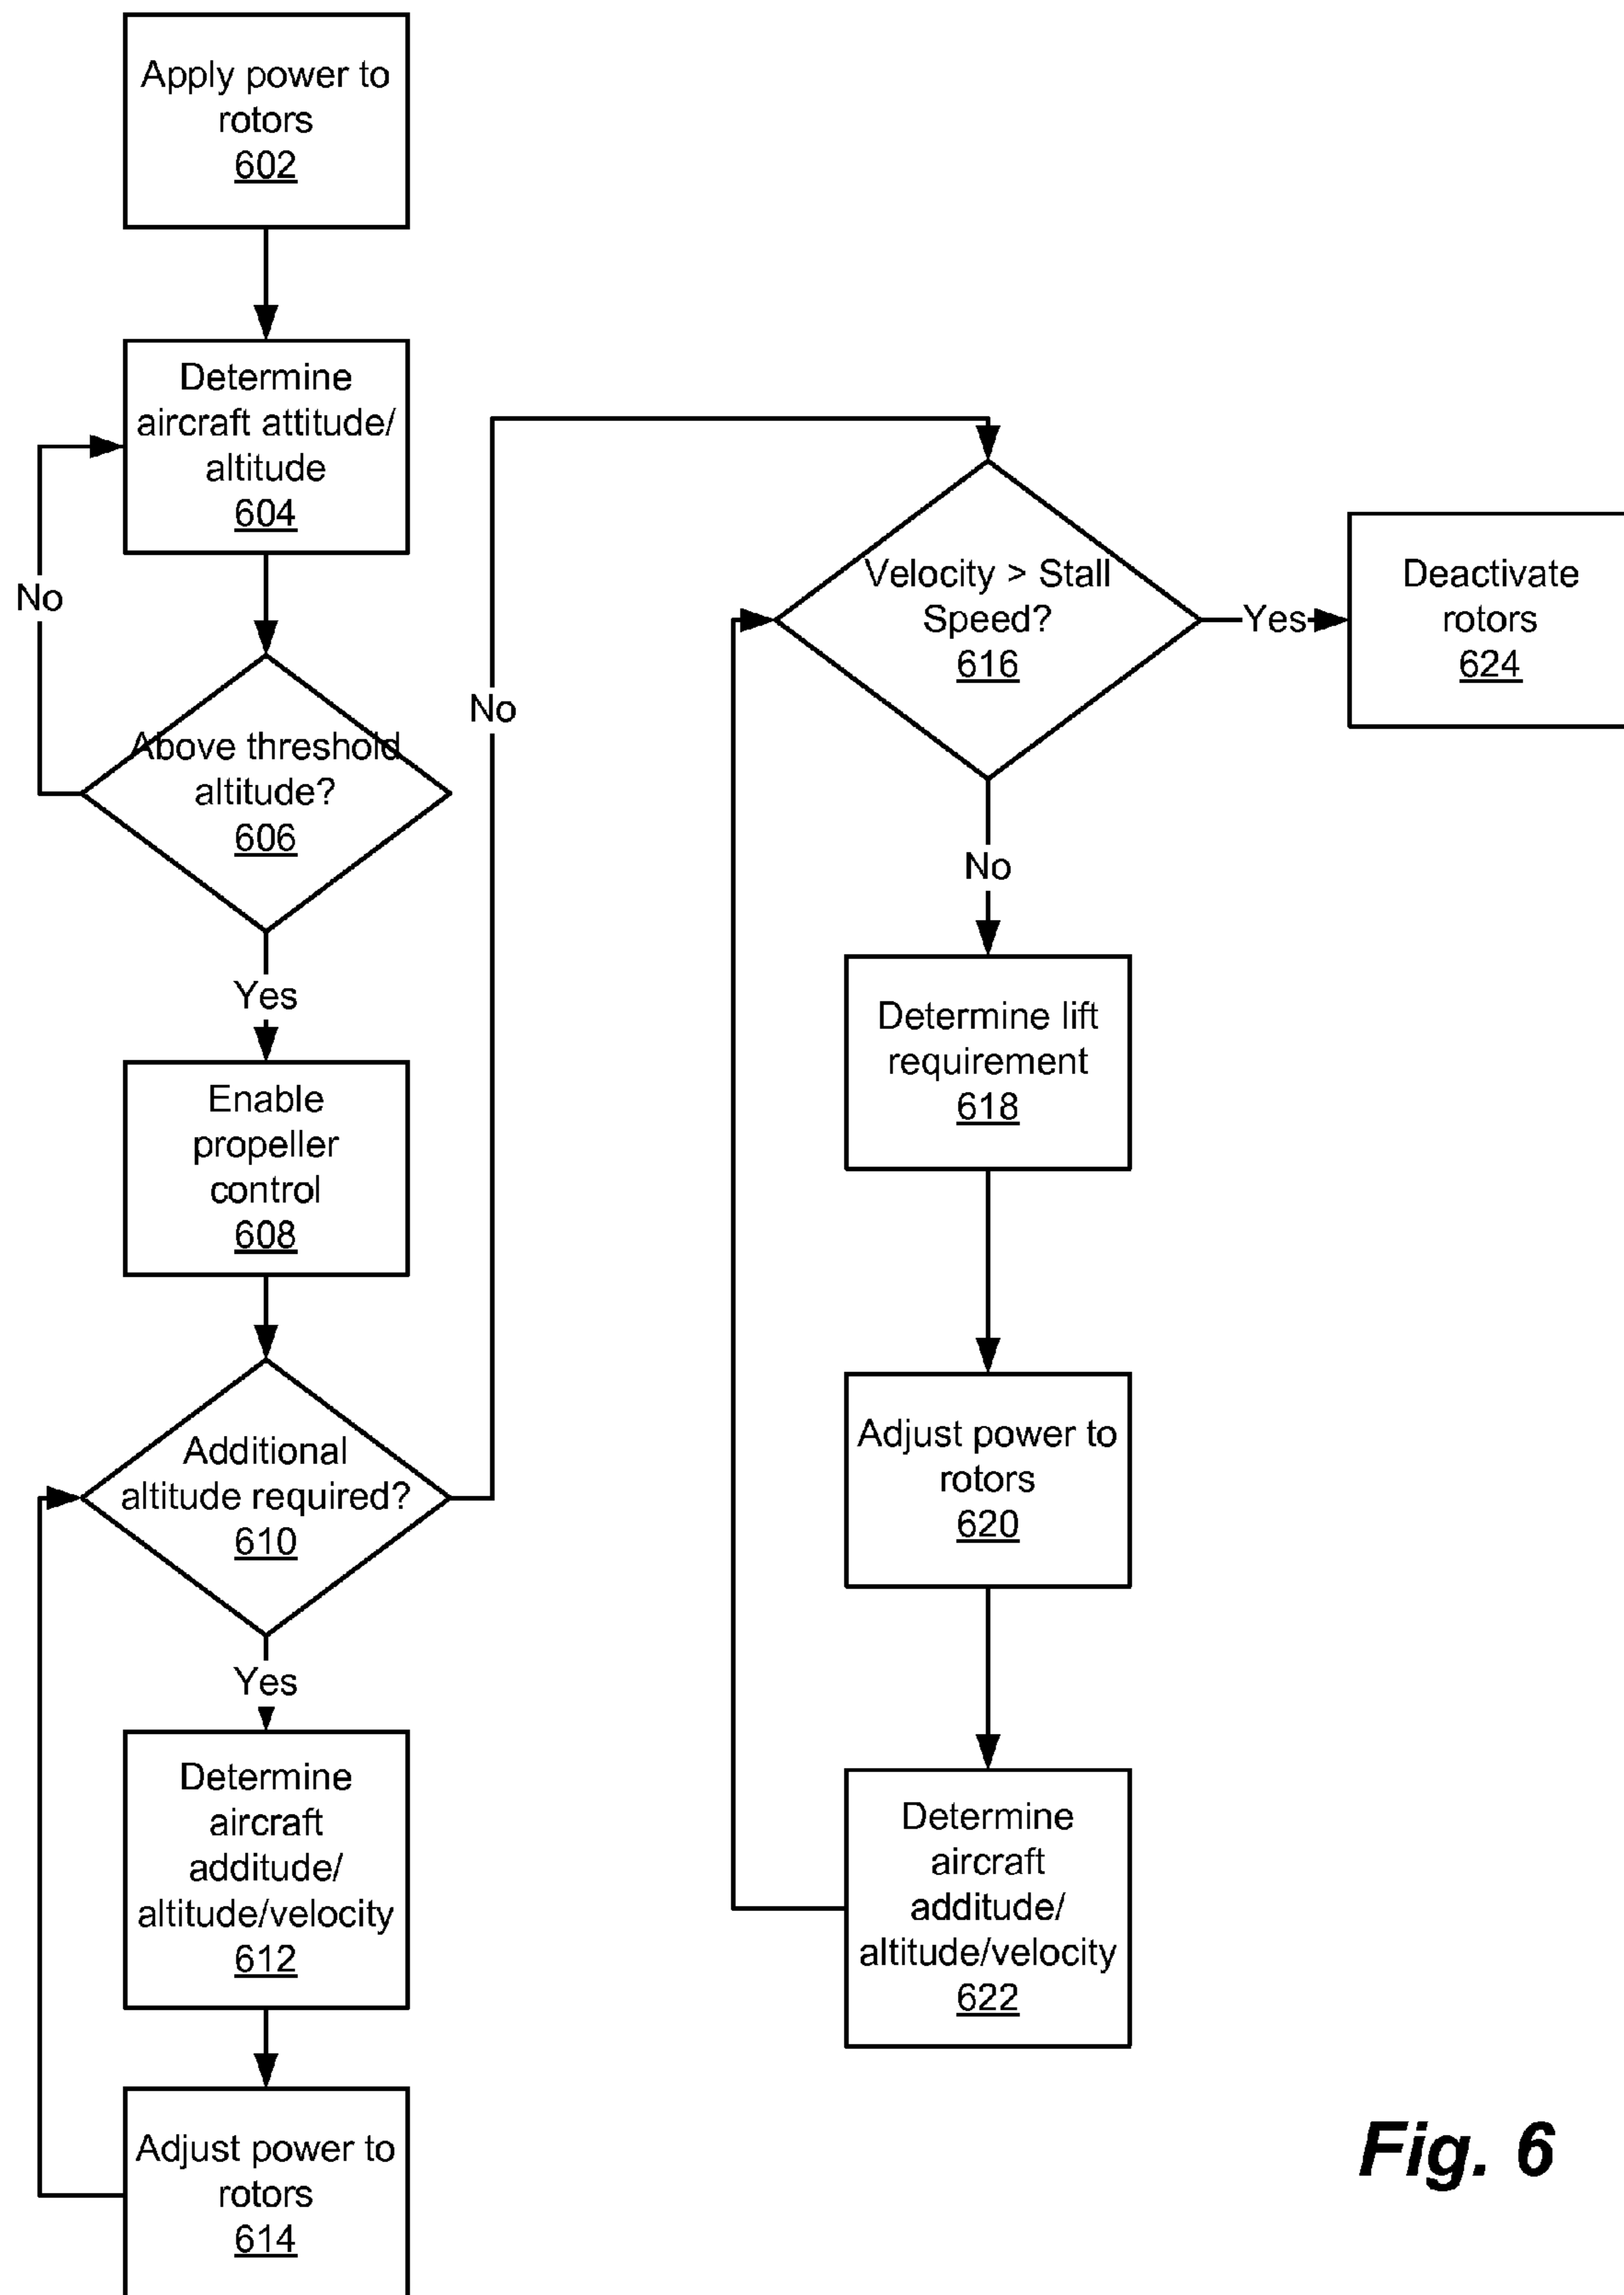 Apply power to
rotors
602
Determine
aircraft attitude/
altitude
604
No
Above threshold
altitude?
606
Yes
Enable
propeller
control
608
Additional
altitude required?
610
No
Yes
Determine
aircraft
additude/
altitude/velocity
612
Adjust power to
rotors
614
Velocity > Stall
Speed?
616
Yes
Deactivate
rotors
624
No
Determine lift
requirement
618
Adjust power to
rotors
620
Determine
aircraft
additude/
altitude/velocity
622
Fig. 6